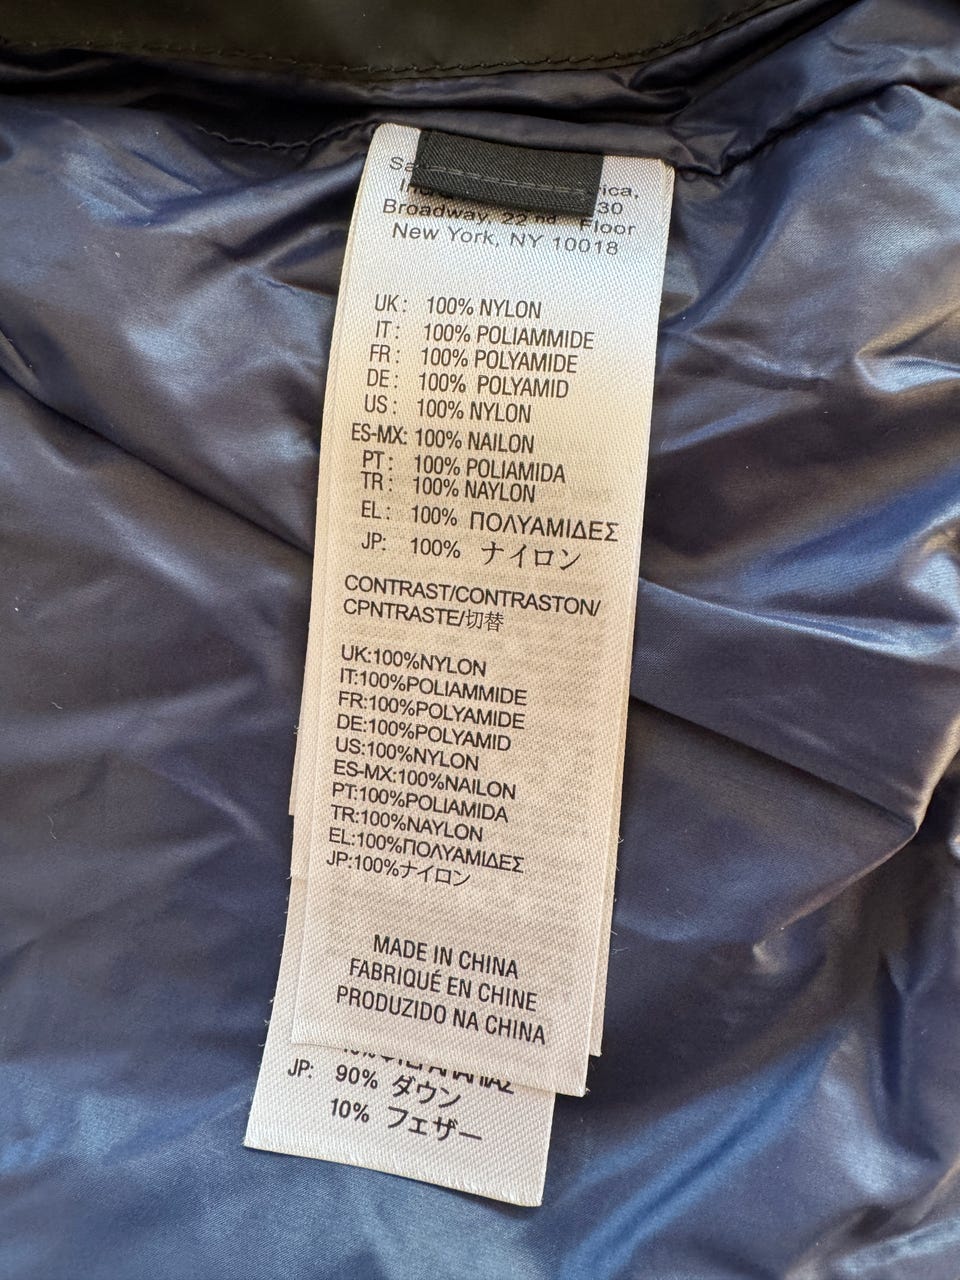 30
Broadway, 22nd Floor
New York, NY 10018
UK: 100% NYLON
IT: 100% POLIAMMIDE
FR: 100% POLYAMIDE
DE: 100% POLYAMID
US: 100% NYLON
ES-MX: 100% NAILON
PT: 100% POLIAMIDA
TR: 100% NAYLON
EL: 100% ΠΟΛΥΑΜΙΔΕΣ
JP: 100% ナイロン
CONTRAST/CONTRASTON/
CPNTRASTE/切替
UK:100%NYLON
IT:100%POLIAMMIDE
FR:100%POLYAMIDE
DE:100%POLYAMID
US:100%NYLON
ES-MX:100%NAILON
PT:100%POLIAMIDA
TR:100%NAYLON
EL:100%ΠΟΛΥΑΜΙΔΕΣ
JP:100%ナイロン
MADE IN CHINA
FABRIQUÉ EN CHINE
PRODUZIDO NA CHINA
JP: 90% ダウン
10% フェザー